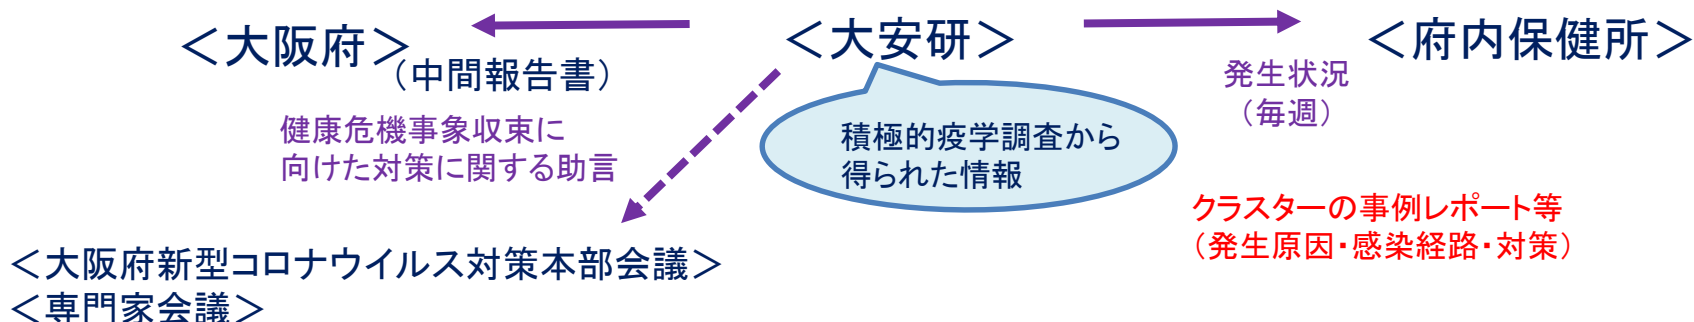 ＜大阪府＞
（中間報告書）
＜大安研＞
＜府内保健所＞
健康危機事象収束に
向けた対策に関する助言
積極的疫学調査から
得られた情報
発生状況
（毎週）
クラスターの事例レポート等
（発生原因・感染経路・対策）
＜大阪府新型コロナウイルス対策本部会議＞
＜専門家会議＞